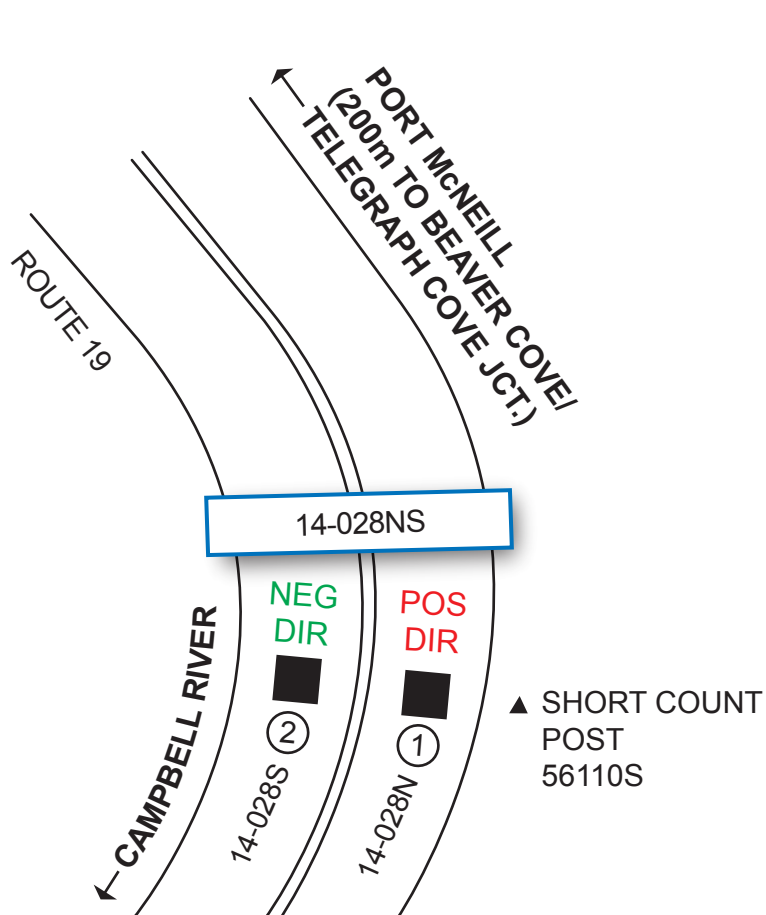 PORT McNEILL
(200m TO BEAVER COVE/
TELEGRAPH COVE JCT.)
ROUTE 19
14-028NS
NEG
DIR
POS
DIR
CAMPBELL RIVER
2
14-028S
1
14-028N
▲ SHORT COUNT
POST
56110S